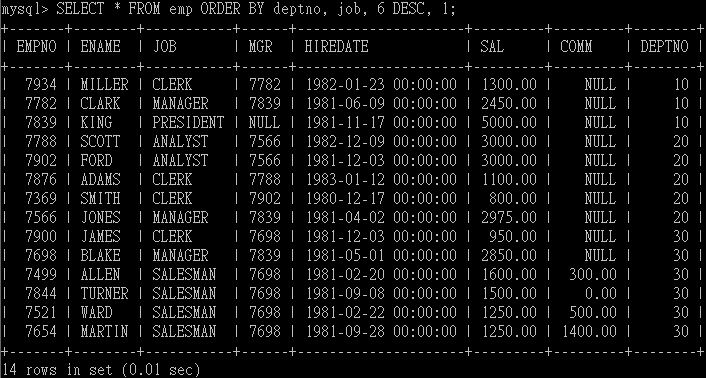 mysql> SELECT * FROM emp ORDER BY deptno, job, 6 DESC, 1;
+-------+--------+-----------+------+---------------------+---------+---------+--------+
| EMPNO | ENAME  | JOB       | MGR  | HIREDATE            | SAL     | COMM    | DEPTNO |
+-------+--------+-----------+------+---------------------+---------+---------+--------+
|  7934 | MILLER | CLERK     | 7782 | 1982-01-23 00:00:00 | 1300.00 |    NULL |     10 |
|  7782 | CLARK  | MANAGER   | 7839 | 1981-06-09 00:00:00 | 2450.00 |    NULL |     10 |
|  7839 | KING   | PRESIDENT | NULL | 1981-11-17 00:00:00 | 5000.00 |    NULL |     10 |
|  7788 | SCOTT  | ANALYST   | 7566 | 1982-12-09 00:00:00 | 3000.00 |    NULL |     20 |
|  7902 | FORD   | ANALYST   | 7566 | 1981-12-03 00:00:00 | 3000.00 |    NULL |     20 |
|  7876 | ADAMS  | CLERK     | 7788 | 1983-01-12 00:00:00 | 1100.00 |    NULL |     20 |
|  7369 | SMITH  | CLERK     | 7902 | 1980-12-17 00:00:00 |  800.00 |    NULL |     20 |
|  7566 | JONES  | MANAGER   | 7839 | 1981-04-02 00:00:00 | 2975.00 |    NULL |     20 |
|  7900 | JAMES  | CLERK     | 7698 | 1981-12-03 00:00:00 |  950.00 |    NULL |     30 |
|  7698 | BLAKE  | MANAGER   | 7839 | 1981-05-01 00:00:00 | 2850.00 |    NULL |     30 |
|  7499 | ALLEN  | SALESMAN  | 7698 | 1981-02-20 00:00:00 | 1600.00 |  300.00 |     30 |
|  7844 | TURNER | SALESMAN  | 7698 | 1981-09-08 00:00:00 | 1500.00 |    0.00 |     30 |
|  7521 | WARD   | SALESMAN  | 7698 | 1981-02-22 00:00:00 | 1250.00 |  500.00 |     30 |
|  7654 | MARTIN | SALESMAN  | 7698 | 1981-09-28 00:00:00 | 1250.00 | 1400.00 |     30 |
+-------+--------+-----------+------+---------------------+---------+---------+--------+
14 rows in set (0.01 sec)